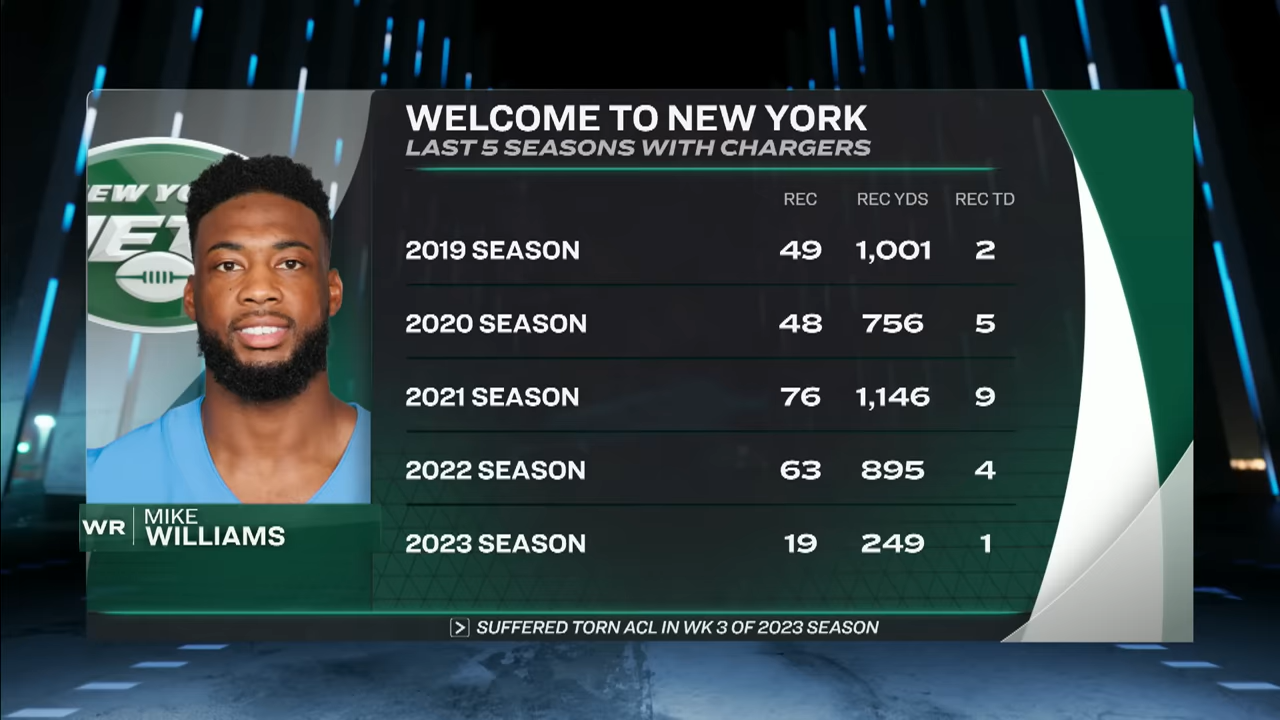 WELCOME TO NEW YORK
LAST 5 SEASONS WITH CHARGERS
REC REC YDS REC TD
2019 SEASON 49 1,001 2
2020 SEASON 48 756 5
2021 SEASON 76 1,146 9
2022 SEASON 63 895 4
2023 SEASON 19 249 1
WR MIKE
WILLIAMS
SUFFERED TORN ACL IN WK 3 OF 2023 SEASON